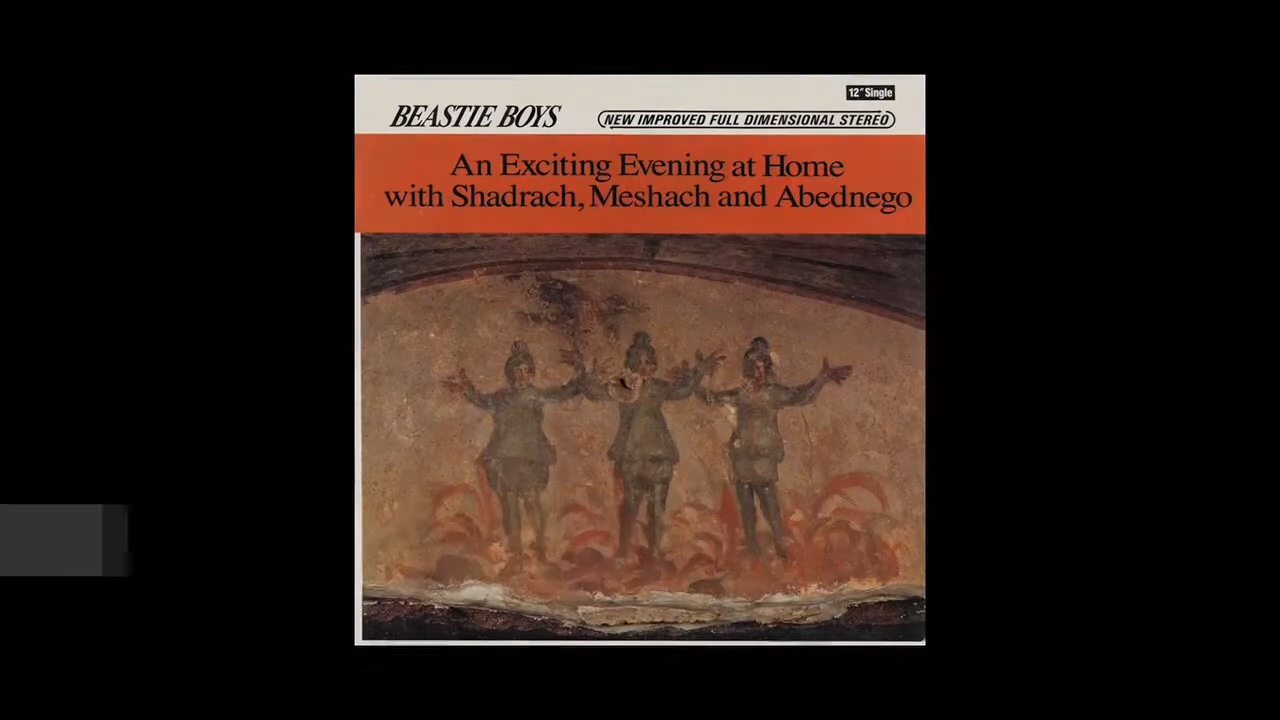 12" Single
BEASTIE BOYS
NEW IMPROVED FULL DIMENSIONAL STEREO
An Exciting Evening at Home
with Shadrach, Meshach and Abednego